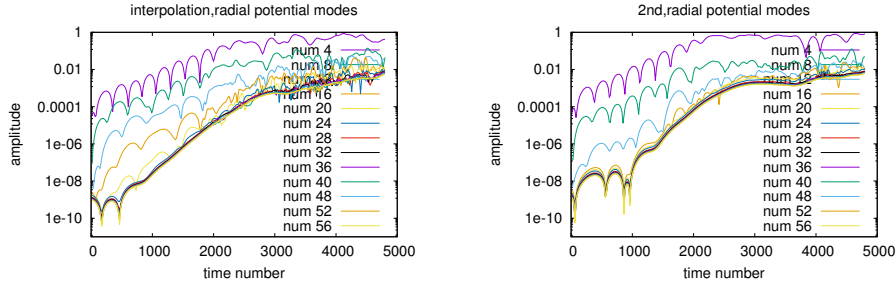 interpolation,radial potential modes
amplitude
1
0.01
0.0001
1e-06
1e-08
1e-10
0
1000
2000
3000
4000
5000
time number
num 4
num 8
num 16
num 20
num 24
num 28
num 32
num 36
num 40
num 48
num 52
num 56
2nd,radial potential modes
amplitude
1
0.01
0.0001
1e-06
1e-08
1e-10
0
1000
2000
3000
4000
5000
time number
num 4
num 8
num 16
num 20
num 24
num 28
num 32
num 36
num 40
num 48
num 52
num 56